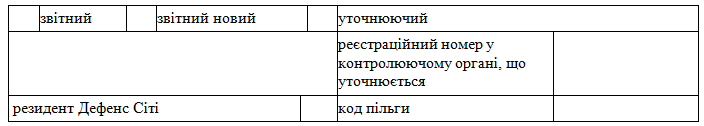 звітний звітний новий уточнюючий
реєстраційний номер у
контролюючому органі, що
уточнюється
резидент Дефенс Сіті код пільги